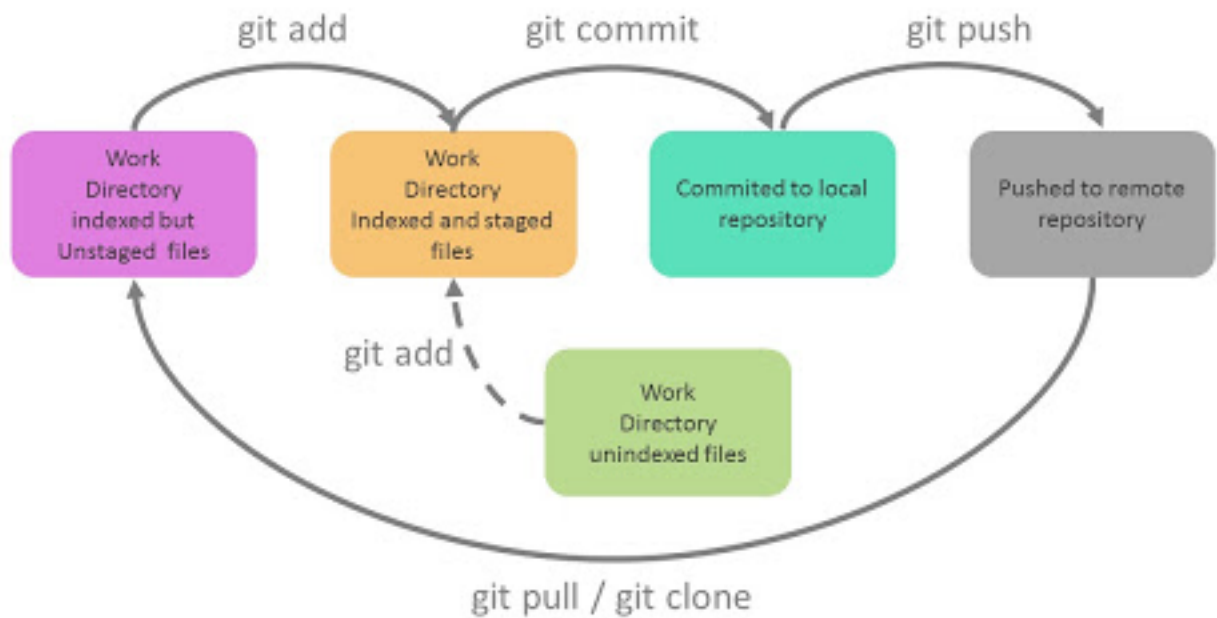 git add
git commit
git push
Work
Directory
indexed but
Unstaged files
Work
Directory
Indexed and staged
files
Commited to local
repository
Pushed to remote
repository
git add
Work
Directory
unindexed files
git pull / git clone